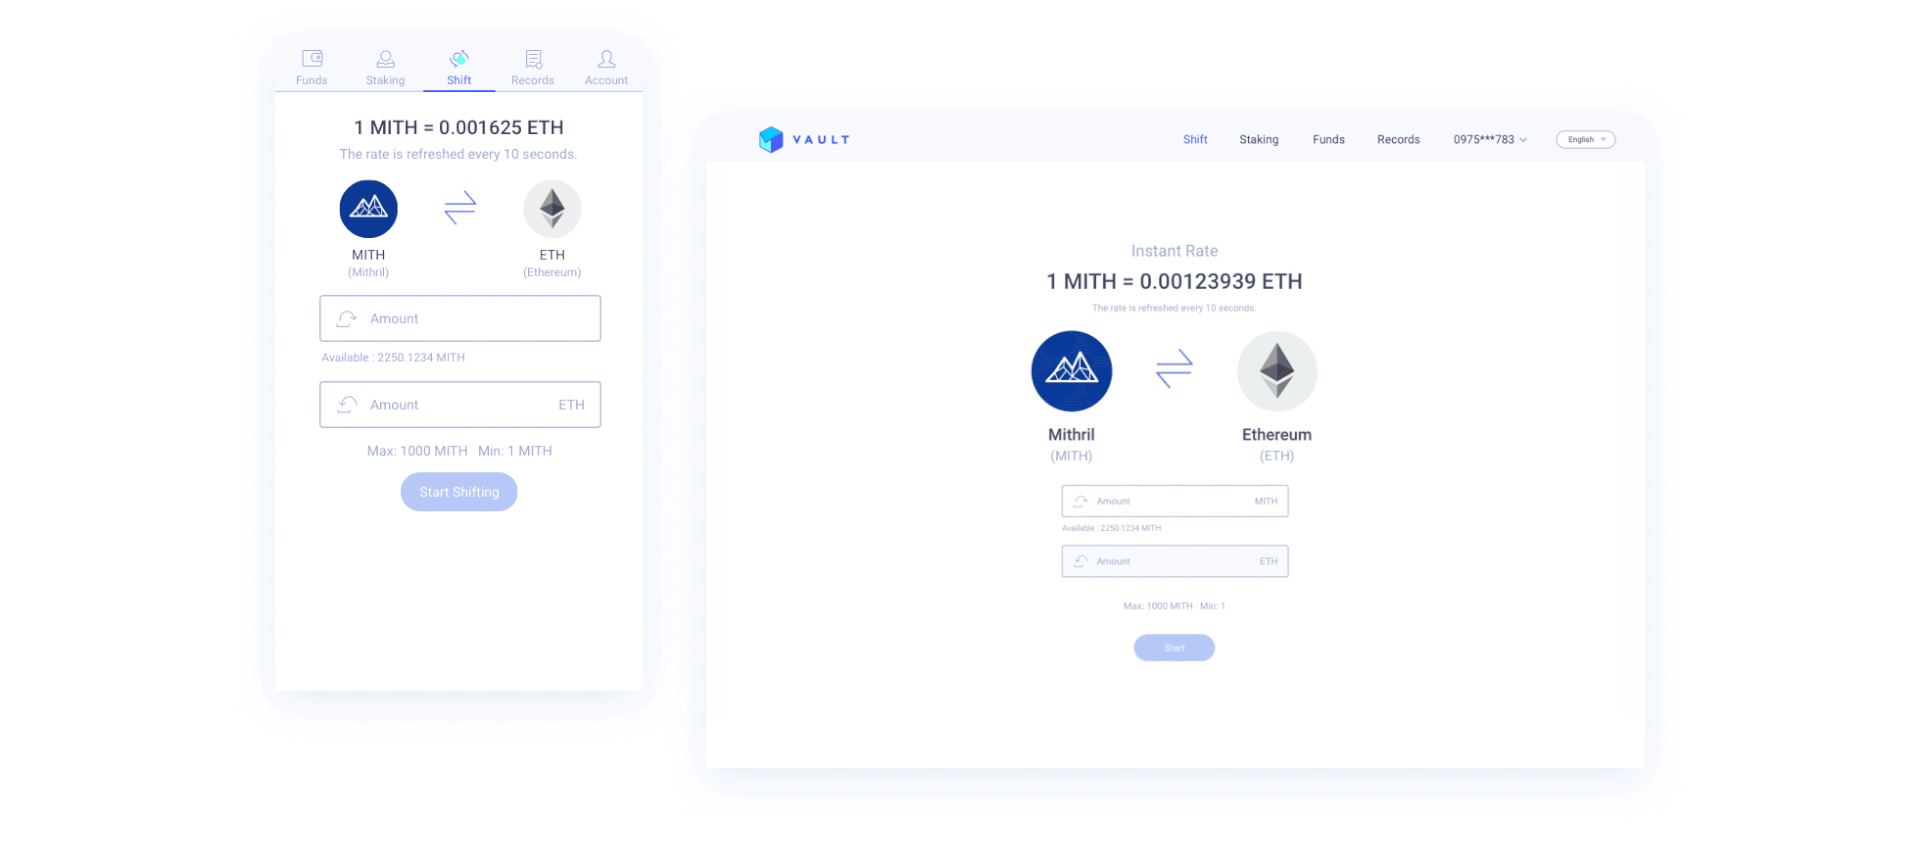 Funds Staking Shift Records Account
1 MITH = 0.001625 ETH
The rate is refreshed every 10 seconds.
MITH ETH
(Mithril) (Ethereum)
Amount
Available : 2250.1234 MITH
Amount ETH
Max: 1000 MITH Min: 1 MITH
Start Shifting
VAULT Shift Staking Funds Records 0975***783 English
Instant Rate
1 MITH = 0.00123939 ETH
The rate is refreshed every 10 seconds.
Mithril Ethereum
(MITH) (ETH)
Amount MITH
Available : 2250.1234 MITH
Amount ETH
Max: 1000 MITH Min: 1
Start